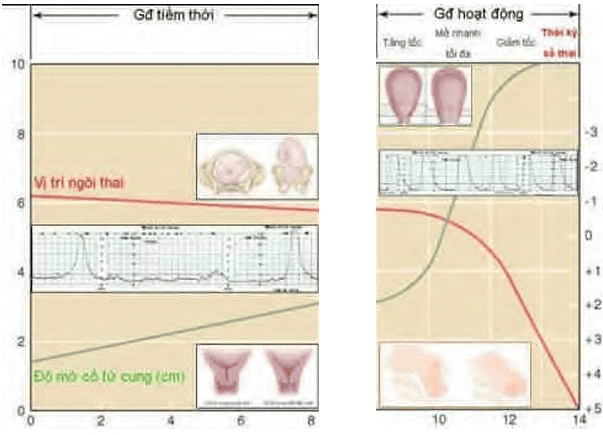 Gđ tiềm thời
Gđ hoạt động
Tăng tốc
Mở nhanh
tối đa
Giảm tốc
Thời kỳ
sổ thai
10
8
6
4
2
0
Vị trí ngôi thai
Độ mở cổ tử cung (cm)
0
2
4
6
8
-3
-2
-1
0
+1
+2
+3
+4
+5
10
12
14